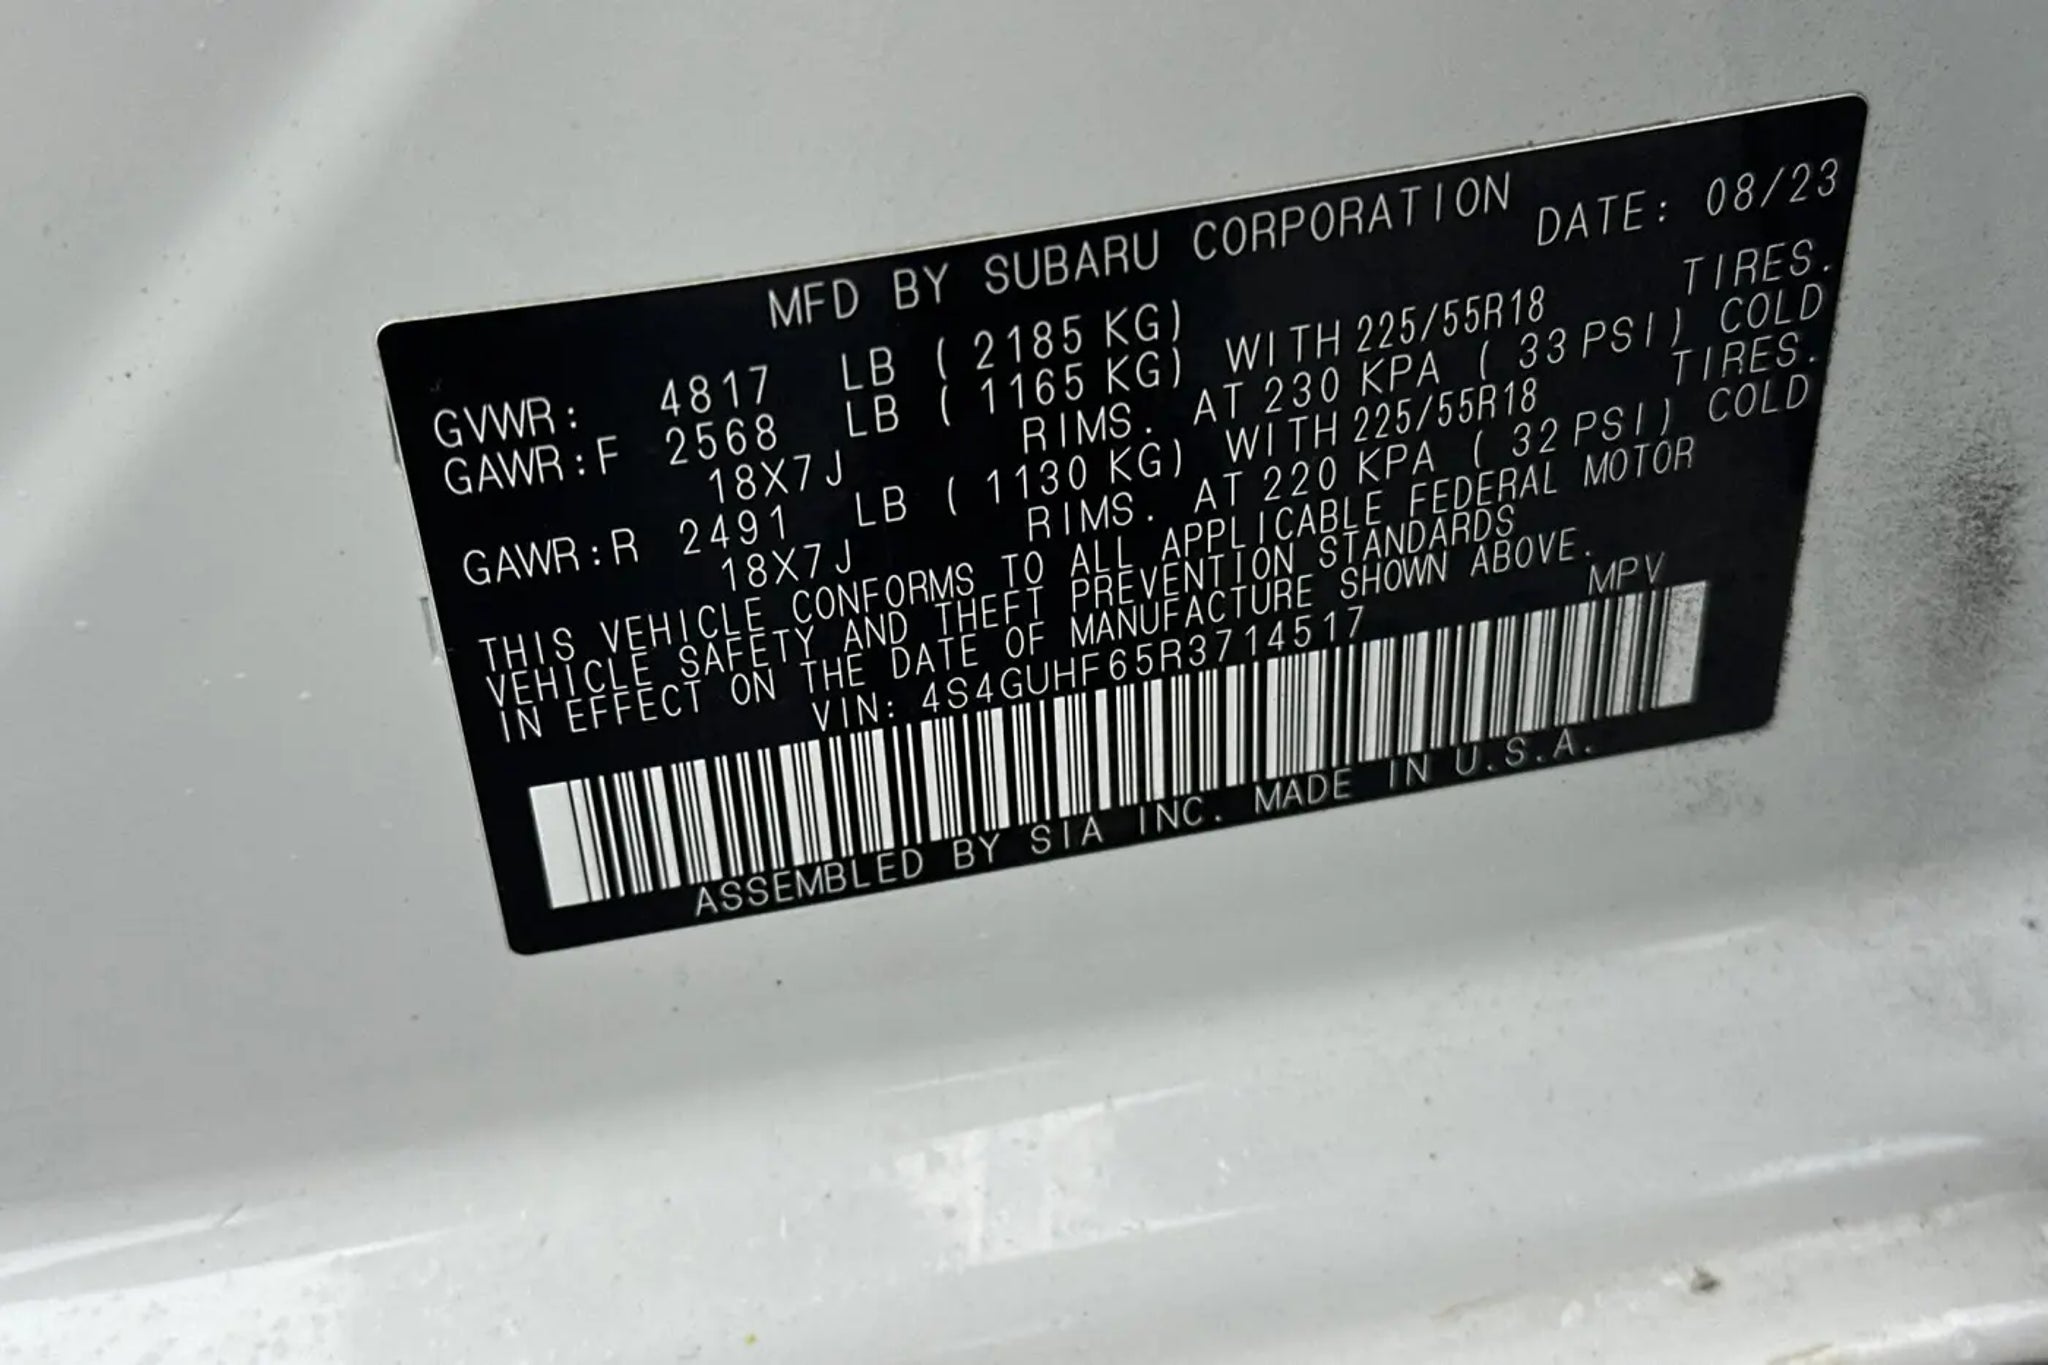 MFD BY SUBARU CORPORATION DATE: 08/23
GVWR: 4817 LB ( 2185 KG)
GAWR:F 2568 LB ( 1165 KG) WITH 225/55R18 TIRES.
18X7J RIMS. AT 230 KPA ( 33 PSI) COLD
GAWR:R 2491 LB ( 1130 KG) WITH 225/55R18 TIRES.
18X7J RIMS. AT 220 KPA ( 32 PSI) COLD
THIS VEHICLE CONFORMS TO ALL APPLICABLE FEDERAL MOTOR
VEHICLE SAFETY AND THEFT PREVENTION STANDARDS
IN EFFECT ON THE DATE OF MANUFACTURE SHOWN ABOVE.
VIN: 4S4GUHF65R3714517 MPV
ASSEMBLED BY SIA INC. MADE IN U.S.A.